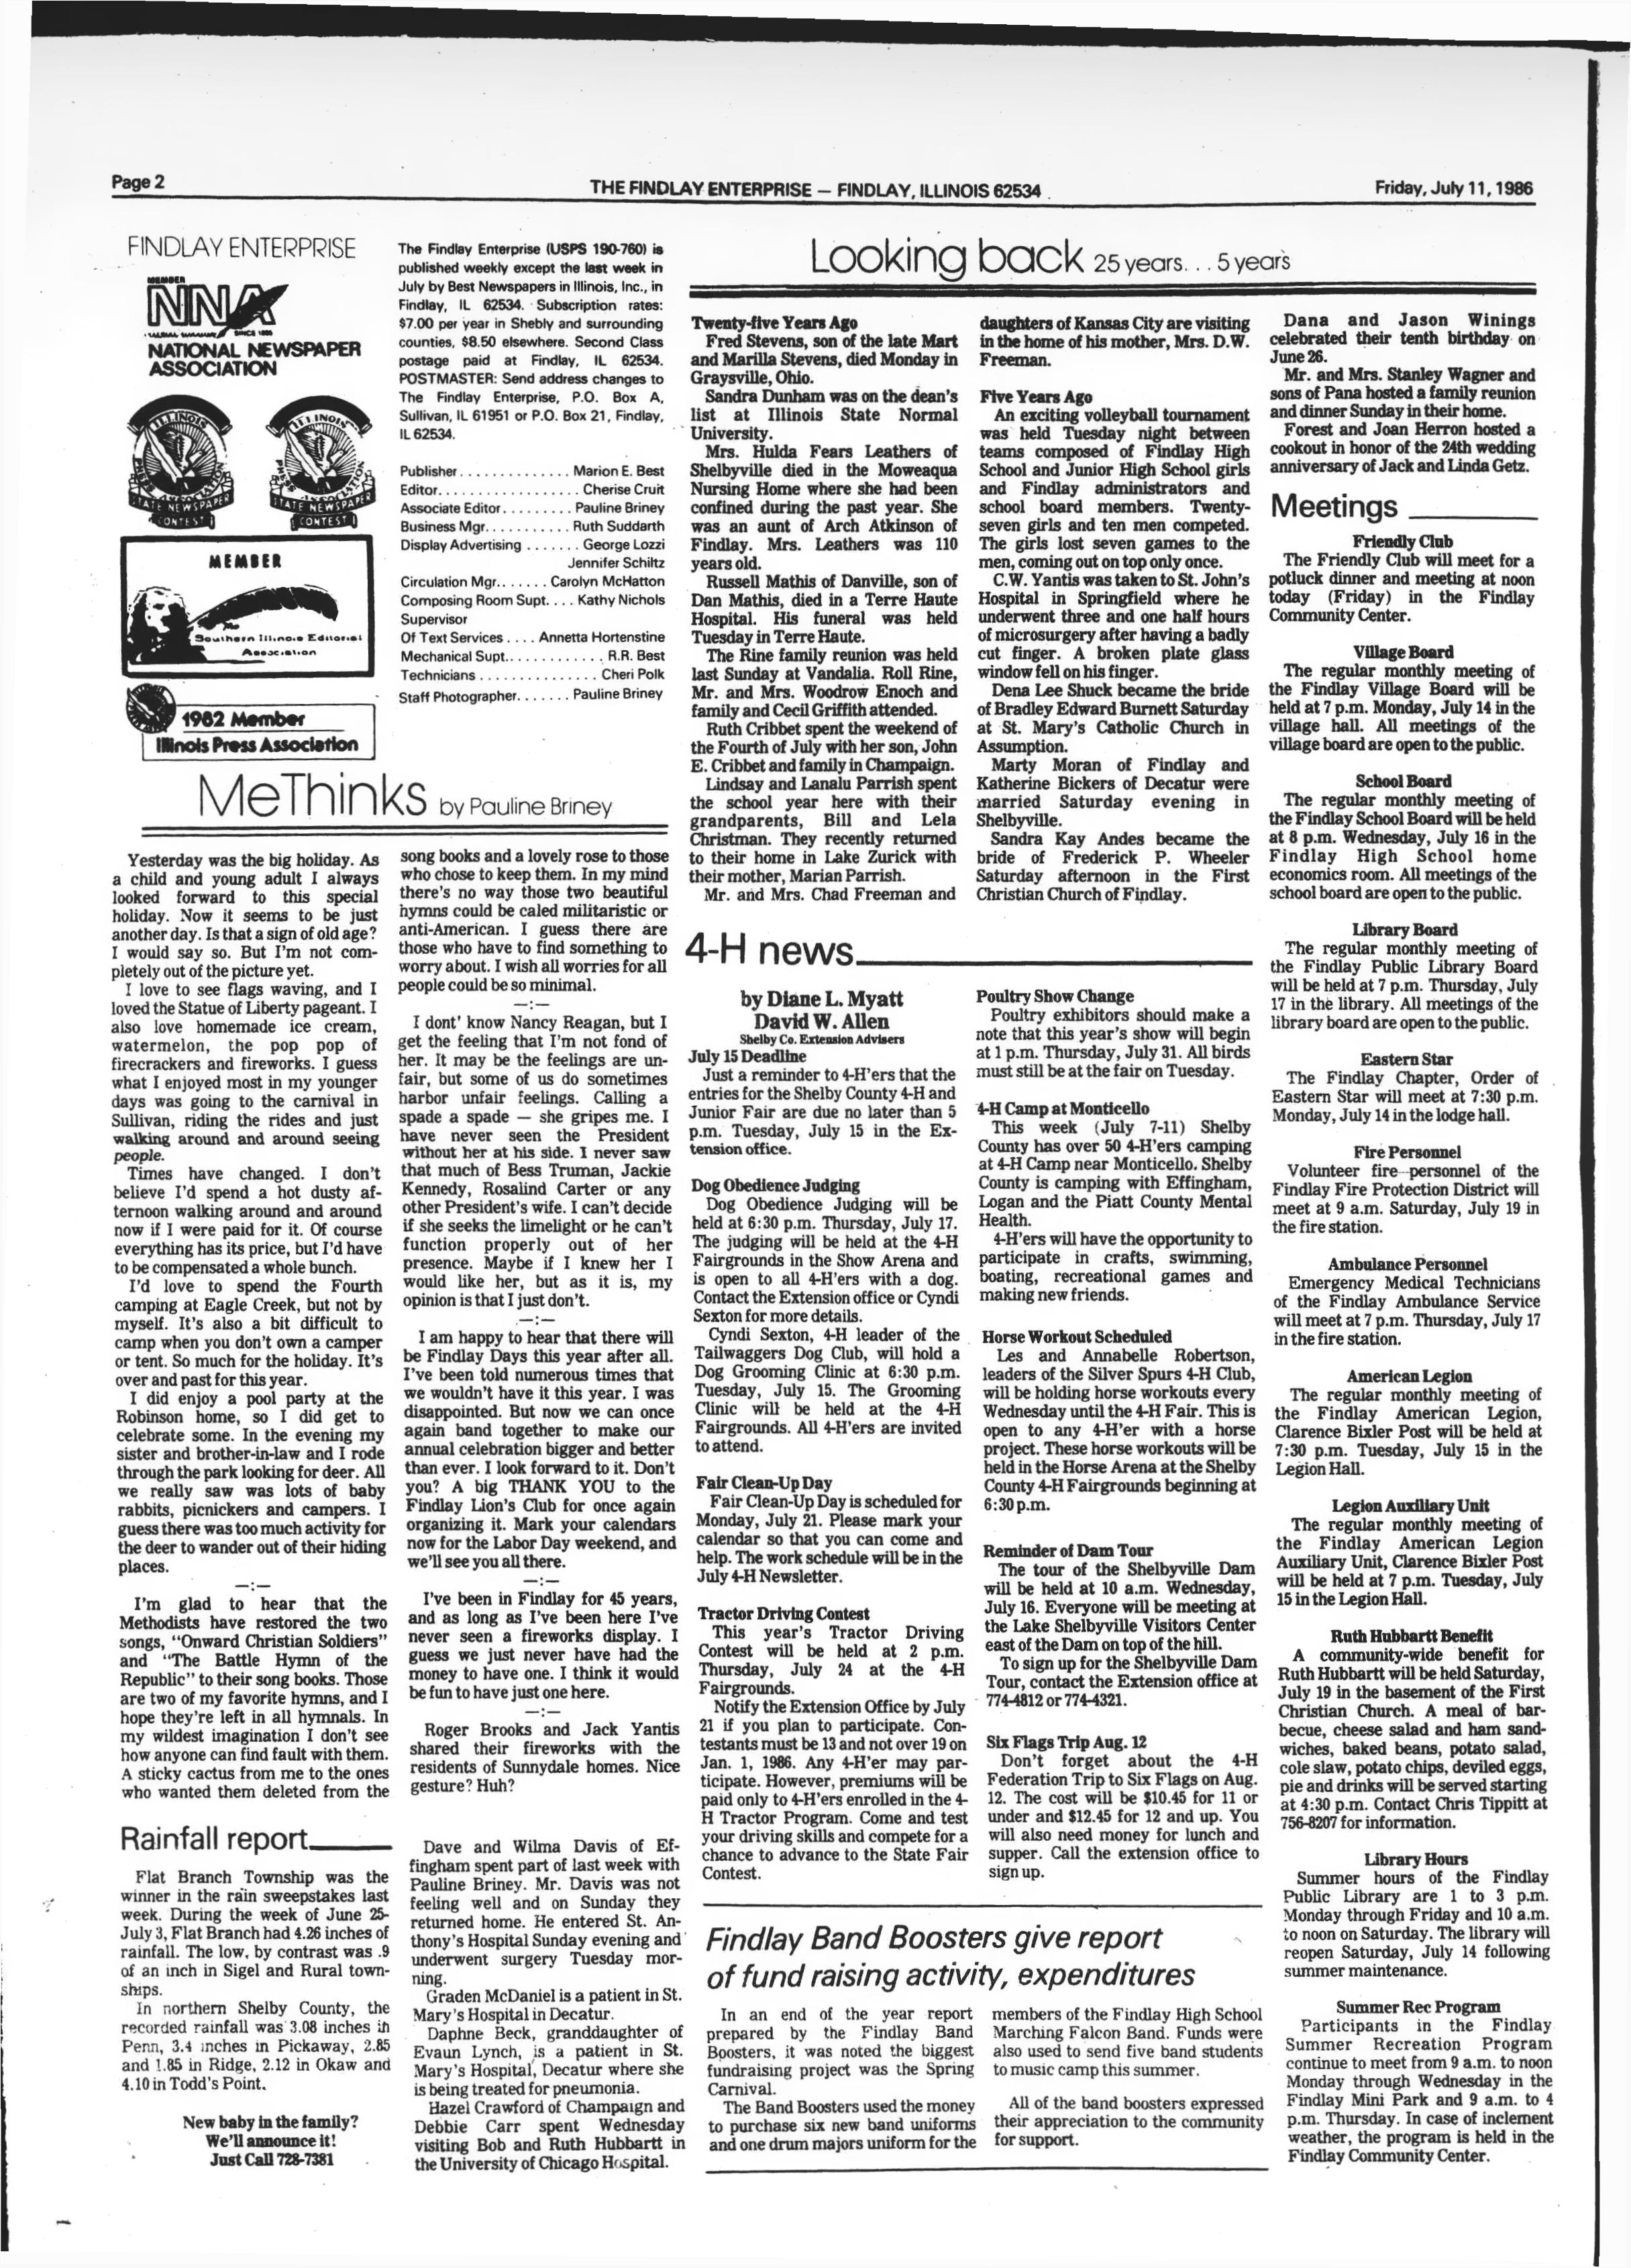 Page 2
THE FINDLAY ENTERPRISE — FINDLAY, ILLINOIS 62534
Friday, July 11, 1986
FINDLAY ENTERPRISE
MEMBER
NNA
SINCE 1885
NATIONAL NEWSPAPER
ASSOCIATION
ILLINOIS
PRESS ASSOCIATION
STATE NEWSPAPER
CONTEST
ILLINOIS
PRESS ASSOCIATION
STATE NEWSPAPER
CONTEST
MEMBER
Southern Illinois Editorial
Association
1982 Member
Illinois Press Association
The Findlay Enterprise (USPS 190-760) is
published weekly except the last week in
July by Best Newspapers in Illinois, Inc., in
Findlay, IL 62534. Subscription rates:
$7.00 per year in Shebly and surrounding
counties, $8.50 elsewhere. Second Class
postage paid at Findlay, IL 62534.
POSTMASTER: Send address changes to
The Findlay Enterprise, P.O. Box A,
Sullivan, IL 61951 or P.O. Box 21, Findlay,
IL 62534.
Publisher.............. Marion E. Best
Editor.................. Cherise Cruit
Associate Editor......... Pauline Briney
Business Mgr........... Ruth Suddarth
Display Advertising ....... George Lozzi
Jennifer Schiltz
Circulation Mgr....... Carolyn McHatton
Composing Room Supt.... Kathy Nichols
Supervisor
Of Text Services .... Annetta Hortenstine
Mechanical Supt............. R.R. Best
Technicians ............... Cheri Polk
Staff Photographer....... Pauline Briney
MeThinks by Pauline Briney
Yesterday was the big holiday. As
a child and young adult I always
looked forward to this special
holiday. Now it seems to be just
another day. Is that a sign of old age?
I would say so. But I'm not com-
pletely out of the picture yet.
I love to see flags waving, and I
loved the Statue of Liberty pageant. I
also love homemade ice cream,
watermelon, the pop pop of
firecrackers and fireworks. I guess
what I enjoyed most in my younger
days was going to the carnival in
Sullivan, riding the rides and just
walking around and around seeing
people.
Times have changed. I don't
believe I'd spend a hot dusty af-
ternoon walking around and around
now if I were paid for it. Of course
everything has its price, but I'd have
to be compensated a whole bunch.
I'd love to spend the Fourth
camping at Eagle Creek, but not by
myself. It's also a bit difficult to
camp when you don't own a camper
or tent. So much for the holiday. It's
over and past for this year.
I did enjoy a pool party at the
Robinson home, so I did get to
celebrate some. In the evening my
sister and brother-in-law and I rode
through the park looking for deer. All
we really saw was lots of baby
rabbits, picnickers and campers. I
guess there was too much activity for
the deer to wander out of their hiding
places.
—:—
I'm glad to hear that the
Methodists have restored the two
songs, "Onward Christian Soldiers"
and "The Battle Hymn of the
Republic" to their song books. Those
are two of my favorite hymns, and I
hope they're left in all hymnals. In
my wildest imagination I don't see
how anyone can find fault with them.
A sticky cactus from me to the ones
who wanted them deleted from the
song books and a lovely rose to those
who chose to keep them. In my mind
there's no way those two beautiful
hymns could be caled militaristic or
anti-American. I guess there are
those who have to find something to
worry about. I wish all worries for all
people could be so minimal.
—:—
I dont' know Nancy Reagan, but I
get the feeling that I'm not fond of
her. It may be the feelings are un-
fair, but some of us do sometimes
harbor unfair feelings. Calling a
spade a spade — she gripes me. I
have never seen the President
without her at his side. I never saw
that much of Bess Truman, Jackie
Kennedy, Rosalind Carter or any
other President's wife. I can't decide
if she seeks the limelight or he can't
function properly out of her
presence. Maybe if I knew her I
would like her, but as it is, my
opinion is that I just don't.
—:—
I am happy to hear that there will
be Findlay Days this year after all.
I've been told numerous times that
we wouldn't have it this year. I was
disappointed. But now we can once
again band together to make our
annual celebration bigger and better
than ever. I look forward to it. Don't
you? A big THANK YOU to the
Findlay Lion's Club for once again
organizing it. Mark your calendars
now for the Labor Day weekend, and
we'll see you all there.
—:—
I've been in Findlay for 45 years,
and as long as I've been here I've
never seen a fireworks display. I
guess we just never have had the
money to have one. I think it would
be fun to have just one here.
—:—
Roger Brooks and Jack Yantis
shared their fireworks with the
residents of Sunnydale homes. Nice
gesture? Huh?
Rainfall report
Flat Branch Township was the
winner in the rain sweepstakes last
week. During the week of June 25-
July 3, Flat Branch had 4.26 inches of
rainfall. The low, by contrast was .9
of an inch in Sigel and Rural town-
ships.
In northern Shelby County, the
recorded rainfall was 3.08 inches in
Penn, 3.4 inches in Pickaway, 2.85
and 1.85 in Ridge, 2.12 in Okaw and
4.10 in Todd's Point.
New baby in the family?
We'll announce it!
Just Call 728-7381
Dave and Wilma Davis of Ef-
fingham spent part of last week with
Pauline Briney. Mr. Davis was not
feeling well and on Sunday they
returned home. He entered St. An-
thony's Hospital Sunday evening and
underwent surgery Tuesday mor-
ning.
Graden McDaniel is a patient in St.
Mary's Hospital in Decatur.
Daphne Beck, granddaughter of
Evaun Lynch, is a patient in St.
Mary's Hospital, Decatur where she
is being treated for pneumonia.
Hazel Crawford of Champaign and
Debbie Carr spent Wednesday
visiting Bob and Ruth Hubbartt in
the University of Chicago Hospital.
Looking back 25 years. . . 5 years
Twenty-five Years Ago
Fred Stevens, son of the late Mart
and Marilla Stevens, died Monday in
Graysville, Ohio.
Sandra Dunham was on the dean's
list at Illinois State Normal
University.
Mrs. Hulda Fears Leathers of
Shelbyville died in the Moweaqua
Nursing Home where she had been
confined during the past year. She
was an aunt of Arch Atkinson of
Findlay. Mrs. Leathers was 110
years old.
Russell Mathis of Danville, son of
Dan Mathis, died in a Terre Haute
Hospital. His funeral was held
Tuesday in Terre Haute.
The Rine family reunion was held
last Sunday at Vandalia. Roll Rine,
Mr. and Mrs. Woodrow Enoch and
family and Cecil Griffith attended.
Ruth Cribbet spent the weekend of
the Fourth of July with her son, John
E. Cribbet and family in Champaign.
Lindsay and Lanalu Parrish spent
the school year here with their
grandparents, Bill and Lela
Christman. They recently returned
to their home in Lake Zurick with
their mother, Marian Parrish.
Mr. and Mrs. Chad Freeman and
daughters of Kansas City are visiting
in the home of his mother, Mrs. D.W.
Freeman.
Five Years Ago
An exciting volleyball tournament
was held Tuesday night between
teams composed of Findlay High
School and Junior High School girls
and Findlay administrators and
school board members. Twenty-
seven girls and ten men competed.
The girls lost seven games to the
men, coming out on top only once.
C.W. Yantis was taken to St. John's
Hospital in Springfield where he
underwent three and one half hours
of microsurgery after having a badly
cut finger. A broken plate glass
window fell on his finger.
Dena Lee Shuck became the bride
of Bradley Edward Burnett Saturday
at St. Mary's Catholic Church in
Assumption.
Marty Moran of Findlay and
Katherine Bickers of Decatur were
married Saturday evening in
Shelbyville.
Sandra Kay Andes became the
bride of Frederick P. Wheeler
Saturday afternoon in the First
Christian Church of Findlay.
Dana and Jason Winings
celebrated their tenth birthday on
June 26.
Mr. and Mrs. Stanley Wagner and
sons of Pana hosted a family reunion
and dinner Sunday in their home.
Forest and Joan Herron hosted a
cookout in honor of the 24th wedding
anniversary of Jack and Linda Getz.
4-H news
by Diane L. Myatt
David W. Allen
Shelby Co. Extension Advisers
July 15 Deadline
Just a reminder to 4-H'ers that the
entries for the Shelby County 4-H and
Junior Fair are due no later than 5
p.m. Tuesday, July 15 in the Ex-
tension office.
Dog Obedience Judging
Dog Obedience Judging will be
held at 6:30 p.m. Thursday, July 17.
The judging will be held at the 4-H
Fairgrounds in the Show Arena and
is open to all 4-H'ers with a dog.
Contact the Extension office or Cyndi
Sexton for more details.
Cyndi Sexton, 4-H leader of the
Tailwaggers Dog Club, will hold a
Dog Grooming Clinic at 6:30 p.m.
Tuesday, July 15. The Grooming
Clinic will be held at the 4-H
Fairgrounds. All 4-H'ers are invited
to attend.
Fair Clean-Up Day
Fair Clean-Up Day is scheduled for
Monday, July 21. Please mark your
calendar so that you can come and
help. The work schedule will be in the
July 4-H Newsletter.
Tractor Driving Contest
This year's Tractor Driving
Contest will be held at 2 p.m.
Thursday, July 24 at the 4-H
Fairgrounds.
Notify the Extension Office by July
21 if you plan to participate. Con-
testants must be 13 and not over 19 on
Jan. 1, 1986. Any 4-H'er may par-
ticipate. However, premiums will be
paid only to 4-H'ers enrolled in the 4-
H Tractor Program. Come and test
your driving skills and compete for a
chance to advance to the State Fair
Contest.
Poultry Show Change
Poultry exhibitors should make a
note that this year's show will begin
at 1 p.m. Thursday, July 31. All birds
must still be at the fair on Tuesday.
4-H Camp at Monticello
This week (July 7-11) Shelby
County has over 50 4-H'ers camping
at 4-H Camp near Monticello. Shelby
County is camping with Effingham,
Logan and the Piatt County Mental
Health.
4-H'ers will have the opportunity to
participate in crafts, swimming,
boating, recreational games and
making new friends.
Horse Workout Scheduled
Les and Annabelle Robertson,
leaders of the Silver Spurs 4-H Club,
will be holding horse workouts every
Wednesday until the 4-H Fair. This is
open to any 4-H'er with a horse
project. These horse workouts will be
held in the Horse Arena at the Shelby
County 4-H Fairgrounds beginning at
6:30 p.m.
Reminder of Dam Tour
The tour of the Shelbyville Dam
will be held at 10 a.m. Wednesday,
July 16. Everyone will be meeting at
the Lake Shelbyville Visitors Center
east of the Dam on top of the hill.
To sign up for the Shelbyville Dam
Tour, contact the Extension office at
774-4812 or 774-4321.
Six Flags Trip Aug. 12
Don't forget about the 4-H
Federation Trip to Six Flags on Aug.
12. The cost will be $10.45 for 11 or
under and $12.45 for 12 and up. You
will also need money for lunch and
supper. Call the extension office to
sign up.
Findlay Band Boosters give report
of fund raising activity, expenditures
In an end of the year report
prepared by the Findlay Band
Boosters, it was noted the biggest
fundraising project was the Spring
Carnival.
The Band Boosters used the money
to purchase six new band uniforms
and one drum majors uniform for the
members of the Findlay High School
Marching Falcon Band. Funds were
also used to send five band students
to music camp this summer.
All of the band boosters expressed
their appreciation to the community
for support.
Meetings
Friendly Club
The Friendly Club will meet for a
potluck dinner and meeting at noon
today (Friday) in the Findlay
Community Center.
Village Board
The regular monthly meeting of
the Findlay Village Board will be
held at 7 p.m. Monday, July 14 in the
village hall. All meetings of the
village board are open to the public.
School Board
The regular monthly meeting of
the Findlay School Board will be held
at 8 p.m. Wednesday, July 16 in the
Findlay High School home
economics room. All meetings of the
school board are open to the public.
Library Board
The regular monthly meeting of
the Findlay Public Library Board
will be held at 7 p.m. Thursday, July
17 in the library. All meetings of the
library board are open to the public.
Eastern Star
The Findlay Chapter, Order of
Eastern Star will meet at 7:30 p.m.
Monday, July 14 in the lodge hall.
Fire Personnel
Volunteer fire personnel of the
Findlay Fire Protection District will
meet at 9 a.m. Saturday, July 19 in
the fire station.
Ambulance Personnel
Emergency Medical Technicians
of the Findlay Ambulance Service
will meet at 7 p.m. Thursday, July 17
in the fire station.
American Legion
The regular monthly meeting of
the Findlay American Legion,
Clarence Bixler Post will be held at
7:30 p.m. Tuesday, July 15 in the
Legion Hall.
Legion Auxiliary Unit
The regular monthly meeting of
the Findlay American Legion
Auxiliary Unit, Clarence Bixler Post
will be held at 7 p.m. Tuesday, July
15 in the Legion Hall.
Ruth Hubbartt Benefit
A community-wide benefit for
Ruth Hubbartt will be held Saturday,
July 19 in the basement of the First
Christian Church. A meal of bar-
becue, cheese salad and ham sand-
wiches, baked beans, potato salad,
cole slaw, potato chips, deviled eggs,
pie and drinks will be served starting
at 4:30 p.m. Contact Chris Tippitt at
756-8207 for information.
Library Hours
Summer hours of the Findlay
Public Library are 1 to 3 p.m.
Monday through Friday and 10 a.m.
to noon on Saturday. The library will
reopen Saturday, July 14 following
summer maintenance.
Summer Rec Program
Participants in the Findlay
Summer Recreation Program
continue to meet from 9 a.m. to noon
Monday through Wednesday in the
Findlay Mini Park and 9 a.m. to 4
p.m. Thursday. In case of inclement
weather, the program is held in the
Findlay Community Center.